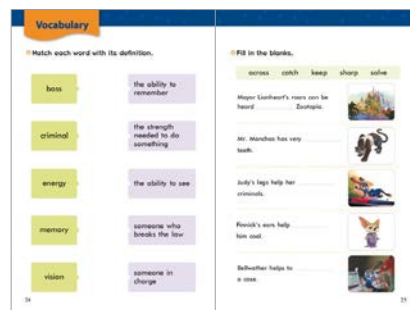 Vocabulary
Match each word with its definition.
boss
the ability to
remember
criminal
the strength
needed to do
something
energy
the ability to see
memory
someone who
breaks the law
vision
someone in
charge
24
Fill in the blanks.
across catch keep sharp solve
Mayor Lionheart's roars can be
heard Zootopia.
Mr. Manchas has very
teeth.
Judy's legs help her
criminals.
Finnick's ears help
him cool.
Bellwether helps to
a case.
25